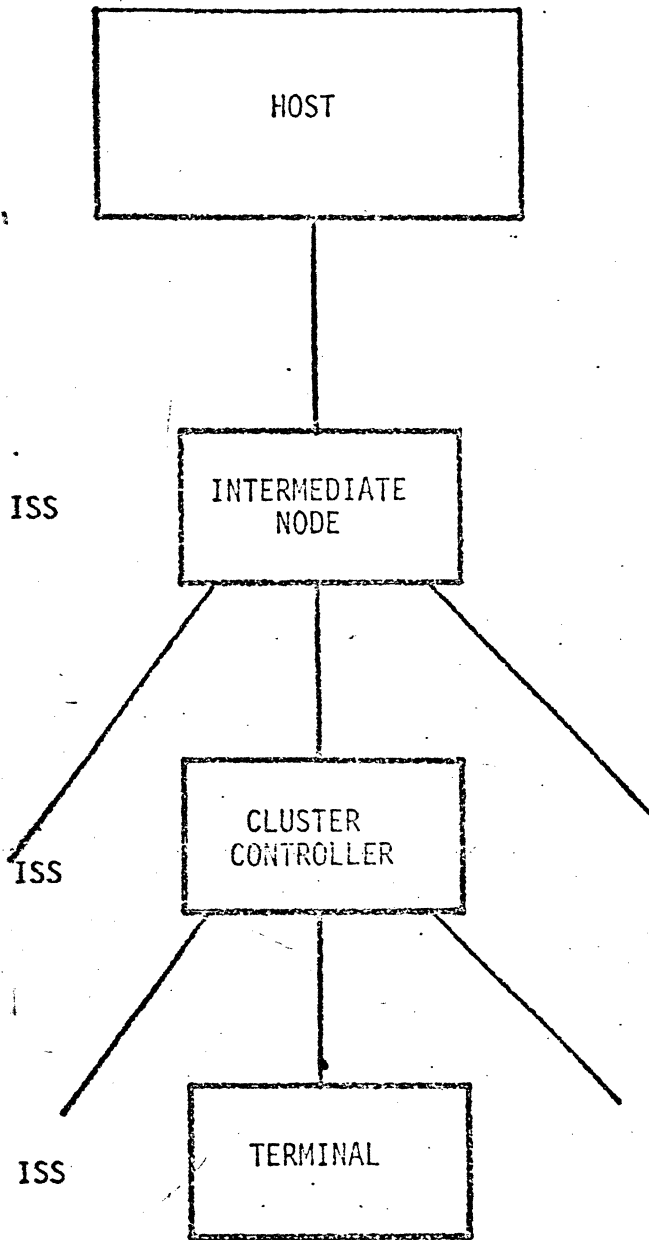 HOST
ISS
INTERMEDIATE
NODE
ISS
CLUSTER
CONTROLLER
ISS
TERMINAL